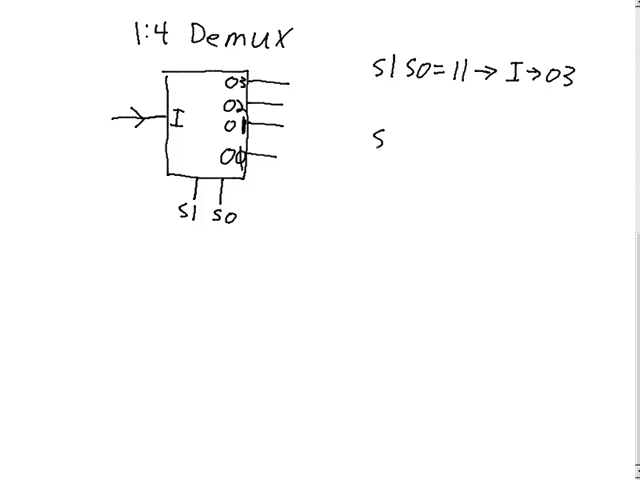 1:4 Demux
S1 S0 = 11 → I → O3
O3
O2
I
O1
S
O0
S1 S0